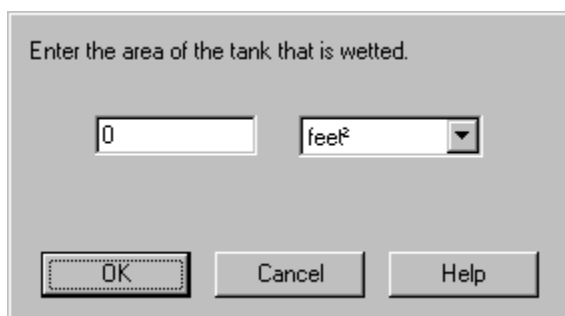 Enter the area of the tank that is wetted.
0 feet²
OK Cancel Help